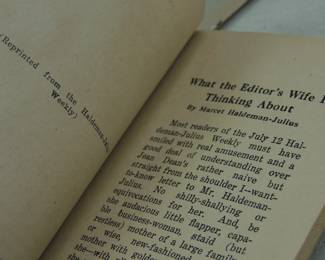 (Reprinted from the Haldeman-Julius
Weekly)
What the Editor's Wife
Thinking About
By Marcet Haldeman-Julius
Most readers of the July 12 Hal-
deman-Julius Weekly must have
smiled with real amusement and a
good deal of understanding over
Jean Dean's rather naive but
straight from the shoulder I—want-
to-know letter to Mr. Haldeman-
Julius. No shilly-shallying or
equivocations for her. And, be
she audacious little flapper, capa-
ble business-woman, staid (but
restless) mother of a large family
or wise, new-fashioned
mother with
she—with